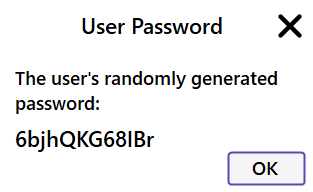 User Password
The user's randomly generated
password:
6bjhQKG68IBr
OK